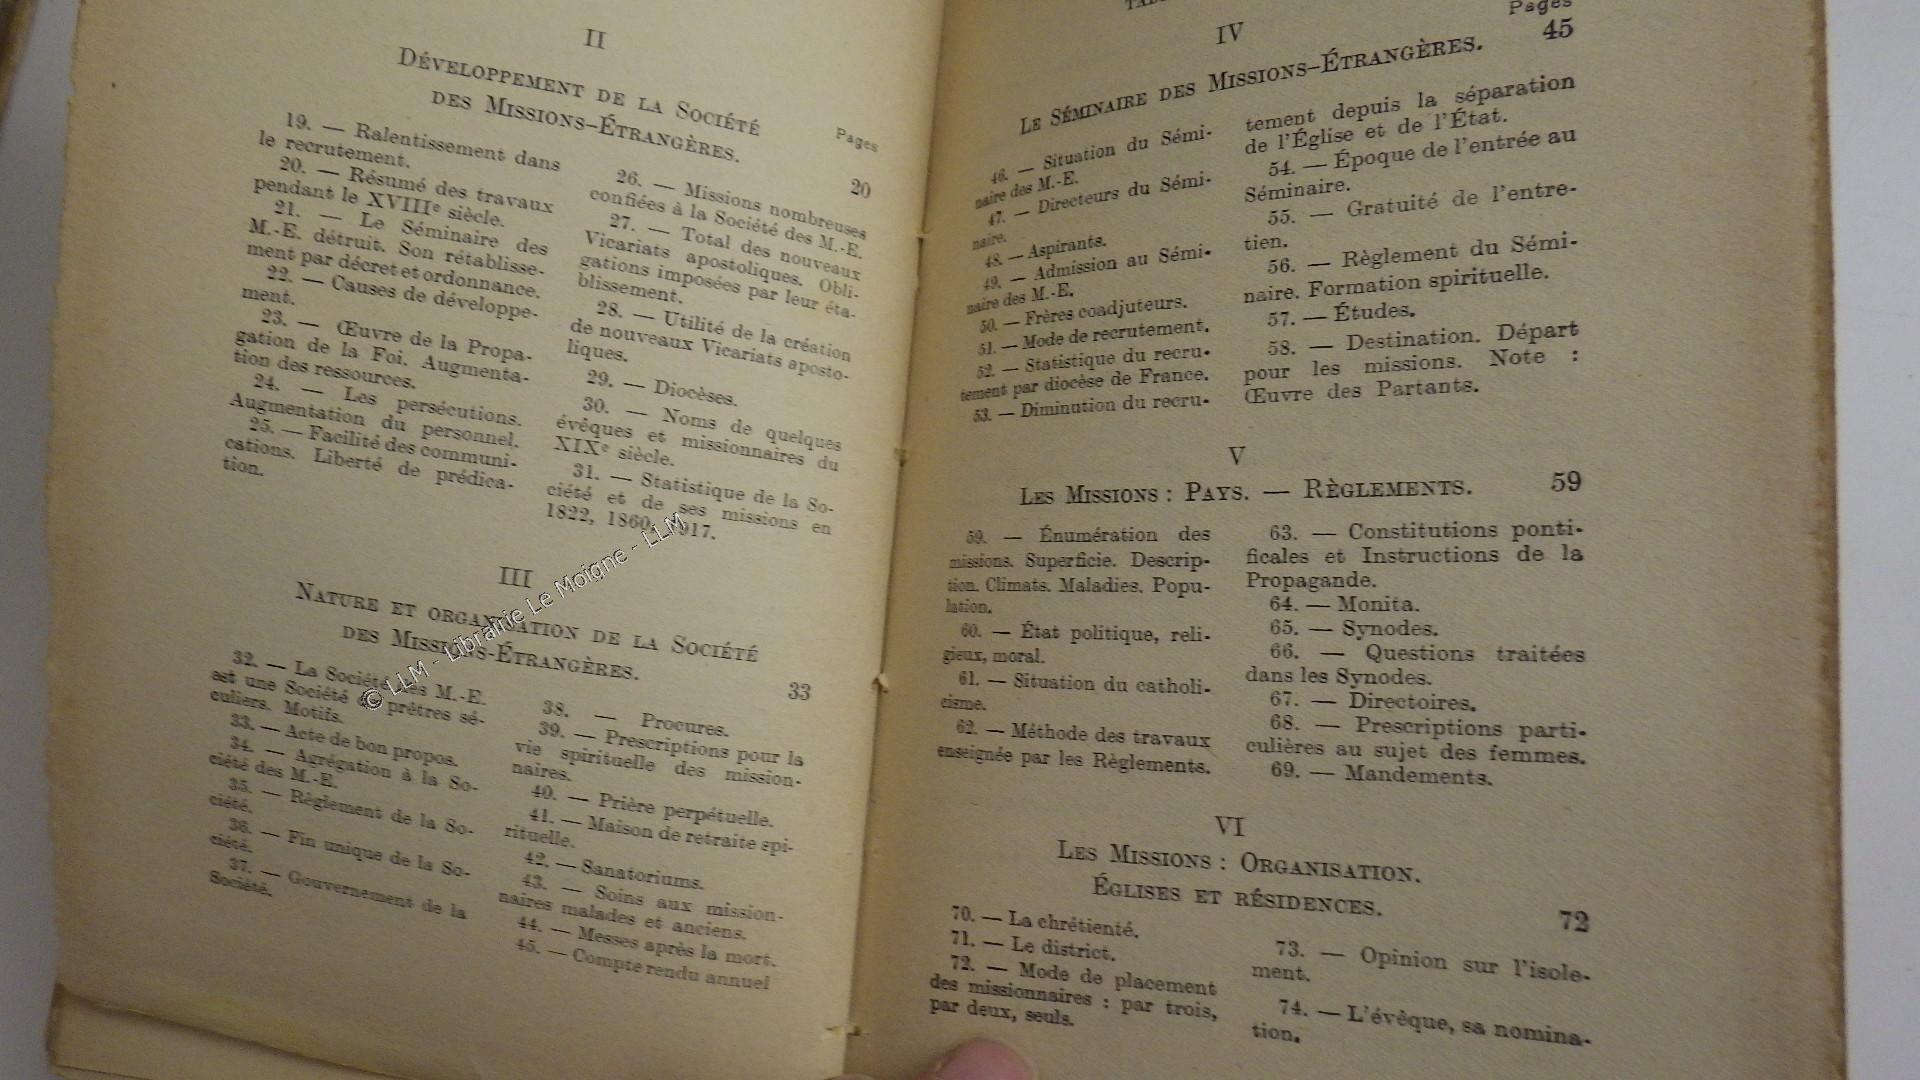 II
DÉVELOPPEMENT DE LA SOCIÉTÉ
DES MISSIONS-ÉTRANGÈRES.
Pages
20
19. — Ralentissement dans
le recrutement.
20. — Résumé des travaux
pendant le XVIIIe siècle.
21. — Le Séminaire des
M.-E. détruit. Son rétablisse-
ment par décret et ordonnance.
22. — Causes de développe-
ment.
23. — Œuvre de la Propa-
gation de la Foi. Augmenta-
tion des ressources.
24. — Les persécutions.
Augmentation du personnel.
25. — Facilité des communi-
cations. Liberté de prédica-
tion.
26. — Missions nombreuses
confiées à la Société des M.-E.
27. — Total des nouveaux
Vicariats apostoliques. Obli-
gations imposées par leur éta-
blissement.
28. — Utilité de la création
de nouveaux Vicariats aposto-
liques.
29. — Diocèses.
30. — Noms de quelques
évêques et missionnaires du
XIXe siècle.
31. — Statistique de la So-
ciété et de ses missions en
1822, 1860, 1917.
III
NATURE ET ORGANISATION DE LA SOCIÉTÉ
DES MISSIONS-ÉTRANGÈRES.
33
32. — La Société des M.-E.
est une Société de prêtres sé-
culiers. Motifs.
33. — Acte de bon propos.
34. — Agrégation à la So-
ciété des M.-E.
35. — Règlement de la So-
ciété.
36. — Fin unique de la So-
ciété.
37. — Gouvernement de la
Société.
38. — Procures.
39. — Prescriptions pour la
vie spirituelle des mission-
naires.
40. — Prière perpétuelle.
41. — Maison de retraite spi-
rituelle.
42. — Sanatoriums.
43. — Soins aux mission-
naires malades et anciens.
44. — Messes après la mort.
45. — Compte rendu annuel
© LLM - Librairie Le Moigne - LLM
Pages
IV
LE SÉMINAIRE DES MISSIONS-ÉTRANGÈRES. 45
46. — Situation du Sémi-
naire des M.-E.
47. — Directeurs du Sémi-
naire.
48. — Aspirants.
49. — Admission au Sémi-
naire des M.-E.
50. — Frères coadjuteurs.
51. — Mode de recrutement.
52. — Statistique du recru-
tement par diocèse de France.
53. — Diminution du recru-
tement depuis la séparation
de l'Église et de l'État.
54. — Époque de l'entrée au
Séminaire.
55. — Gratuité de l'entre-
tien.
56. — Règlement du Sémi-
naire. Formation spirituelle.
57. — Études.
58. — Destination. Départ
pour les missions. Note :
Œuvre des Partants.
V
LES MISSIONS : PAYS. — RÈGLEMENTS. 59
59. — Énumération des
missions. Superficie. Descrip-
tion. Climats. Maladies. Popu-
lation.
60. — État politique, reli-
gieux, moral.
61. — Situation du catholi-
cisme.
62. — Méthode des travaux
enseignée par les Règlements.
63. — Constitutions ponti-
ficales et Instructions de la
Propagande.
64. — Monita.
65. — Synodes.
66. — Questions traitées
dans les Synodes.
67. — Directoires.
68. — Prescriptions parti-
culières au sujet des femmes.
69. — Mandements.
VI
LES MISSIONS : ORGANISATION.
ÉGLISES ET RÉSIDENCES. 72
70. — La chrétienté.
71. — Le district.
72. — Mode de placement
des missionnaires : par trois,
par deux, seuls.
73. — Opinion sur l'isole-
ment.
74. — L'évêque, sa nomina-
tion.